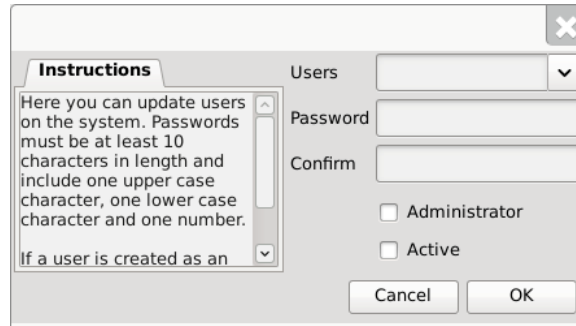 Instructions
Here you can update users
on the system. Passwords
must be at least 10
characters in length and
include one upper case
character, one lower case
character and one number.
If a user is created as an
Users
Password
Confirm
Administrator
Active
Cancel
OK